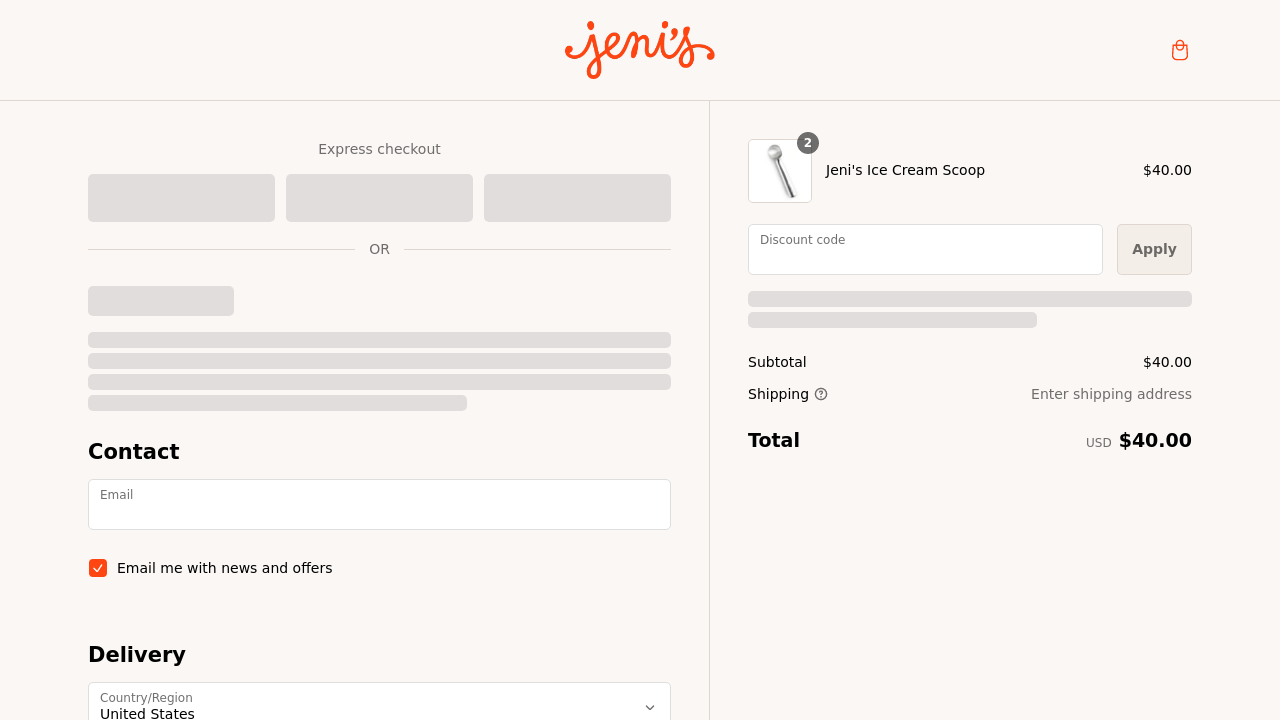 jeni's
Express checkout
OR
Contact
Email
Email me with news and offers
Delivery
Country/Region
United States
2
Jeni's Ice Cream Scoop
$40.00
Discount code
Apply
Subtotal
$40.00
Shipping
Enter shipping address
Total
USD $40.00